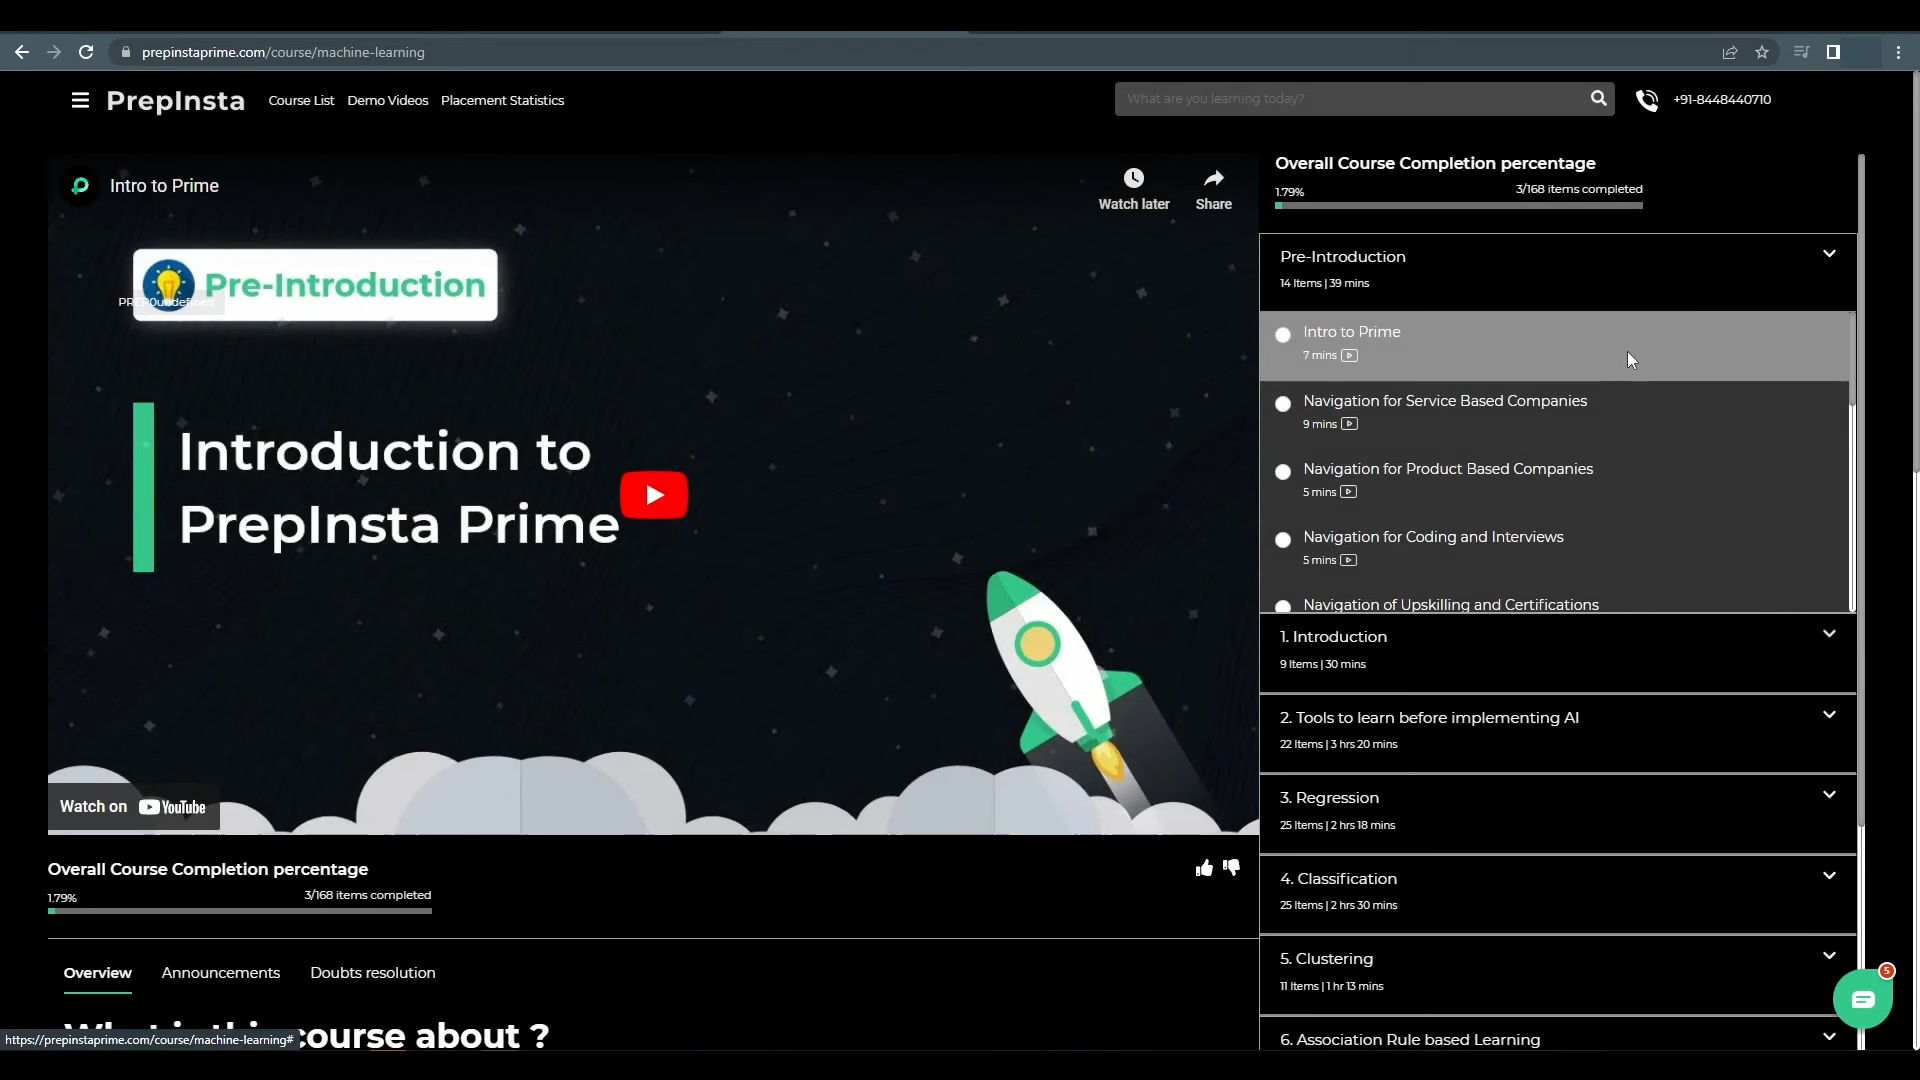 prepinstaprime.com/course/machine-learning
PrepInsta
Course List
Demo Videos
Placement Statistics
What are you learning today?
+91-8448440710
Intro to Prime
Watch later
Share
Pre-Introduction
PREP0undefined
Introduction to
PrepInsta Prime
Watch on YouTube
Overall Course Completion percentage
1.79%
3/168 items completed
Overview
Announcements
Doubts resolution
course about ?
https://prepinstaprime.com/course/machine-learning#
Overall Course Completion percentage
1.79%
3/168 items completed
Pre-Introduction
14 Items | 39 mins
Intro to Prime
7 mins
Navigation for Service Based Companies
9 mins
Navigation for Product Based Companies
5 mins
Navigation for Coding and Interviews
5 mins
Navigation of Upskilling and Certifications
1. Introduction
9 Items | 30 mins
2. Tools to learn before implementing AI
22 Items | 3 hrs 20 mins
3. Regression
25 Items | 2 hrs 18 mins
4. Classification
25 Items | 2 hrs 30 mins
5. Clustering
11 Items | 1 hr 13 mins
6. Association Rule based Learning
5